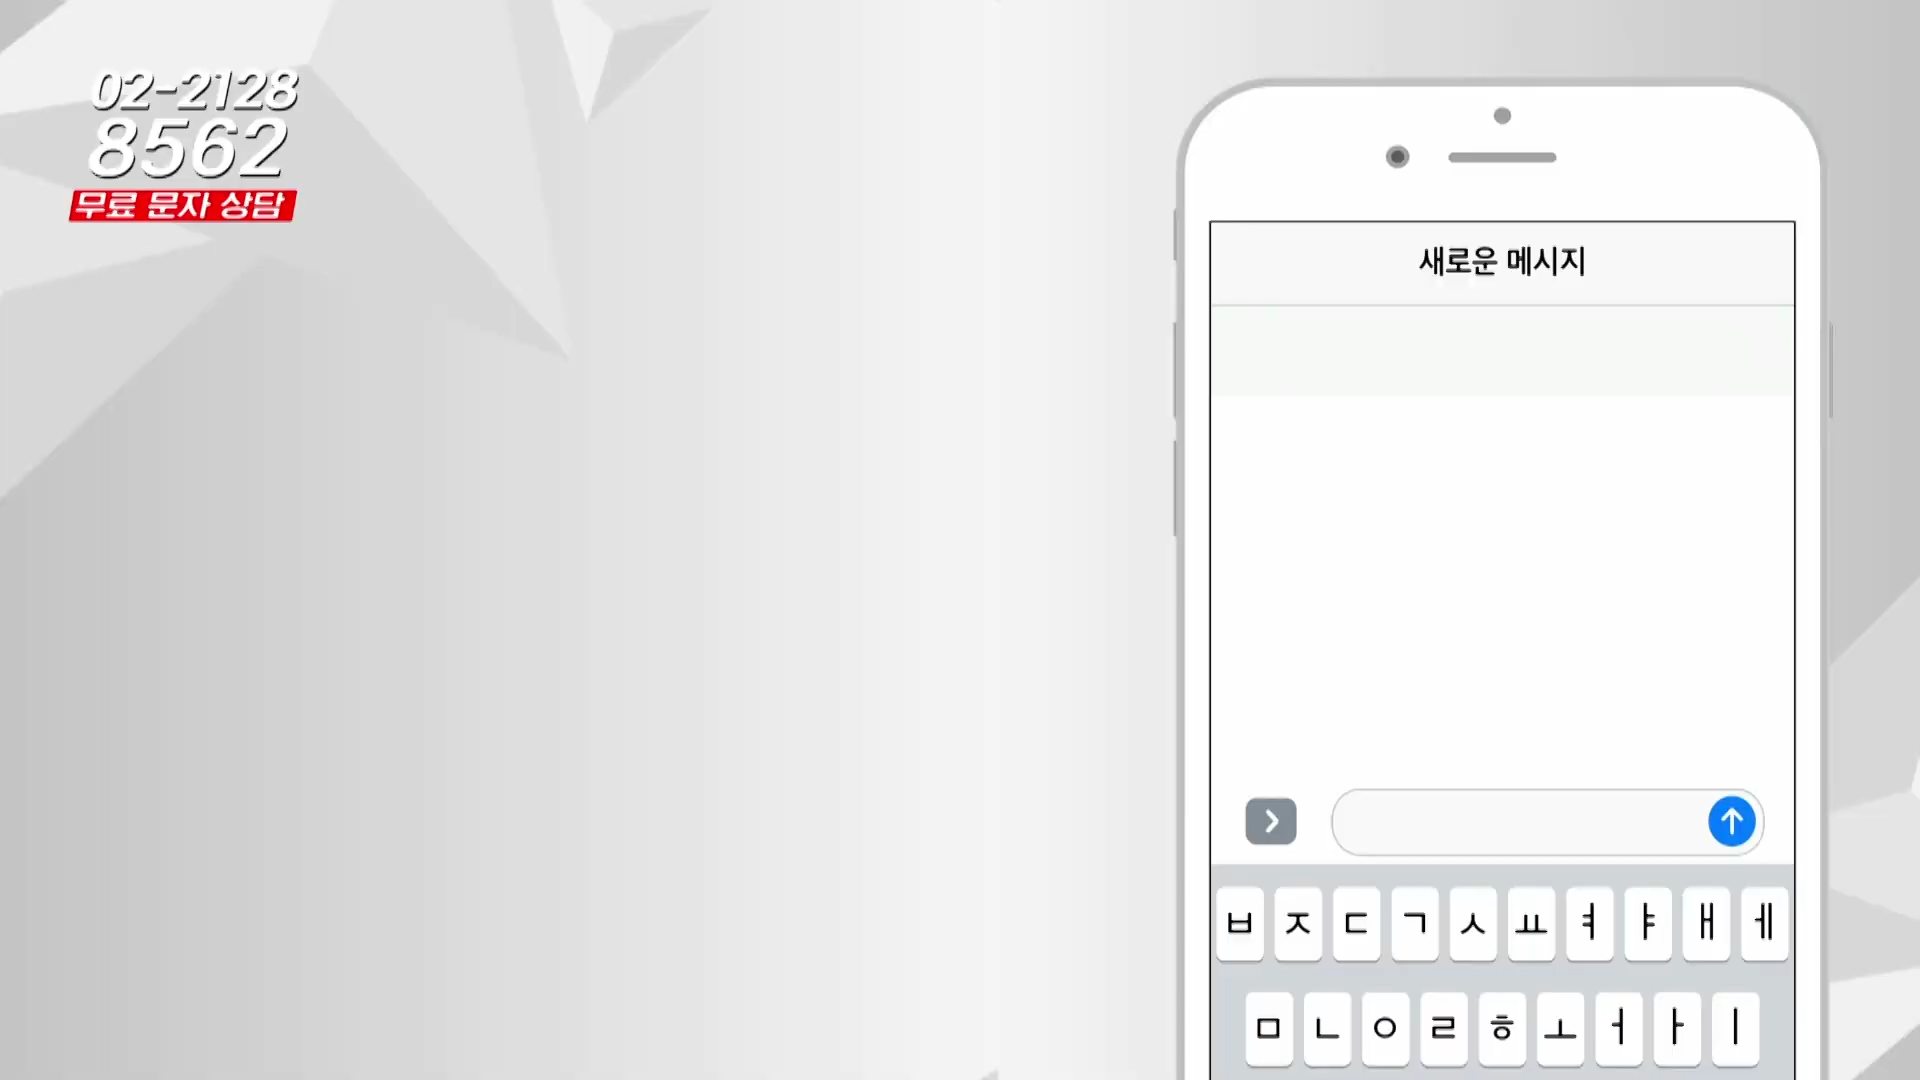 02-2128
8562
무료 문자 상담
새로운 메시지
ㅂ ㅈ ㄷ ㄱ ㅅ ㅛ ㅕ ㅑ ㅐ ㅔ
ㅁ ㄴ ㅇ ㄹ ㅎ ㅗ ㅓ ㅏ ㅣ